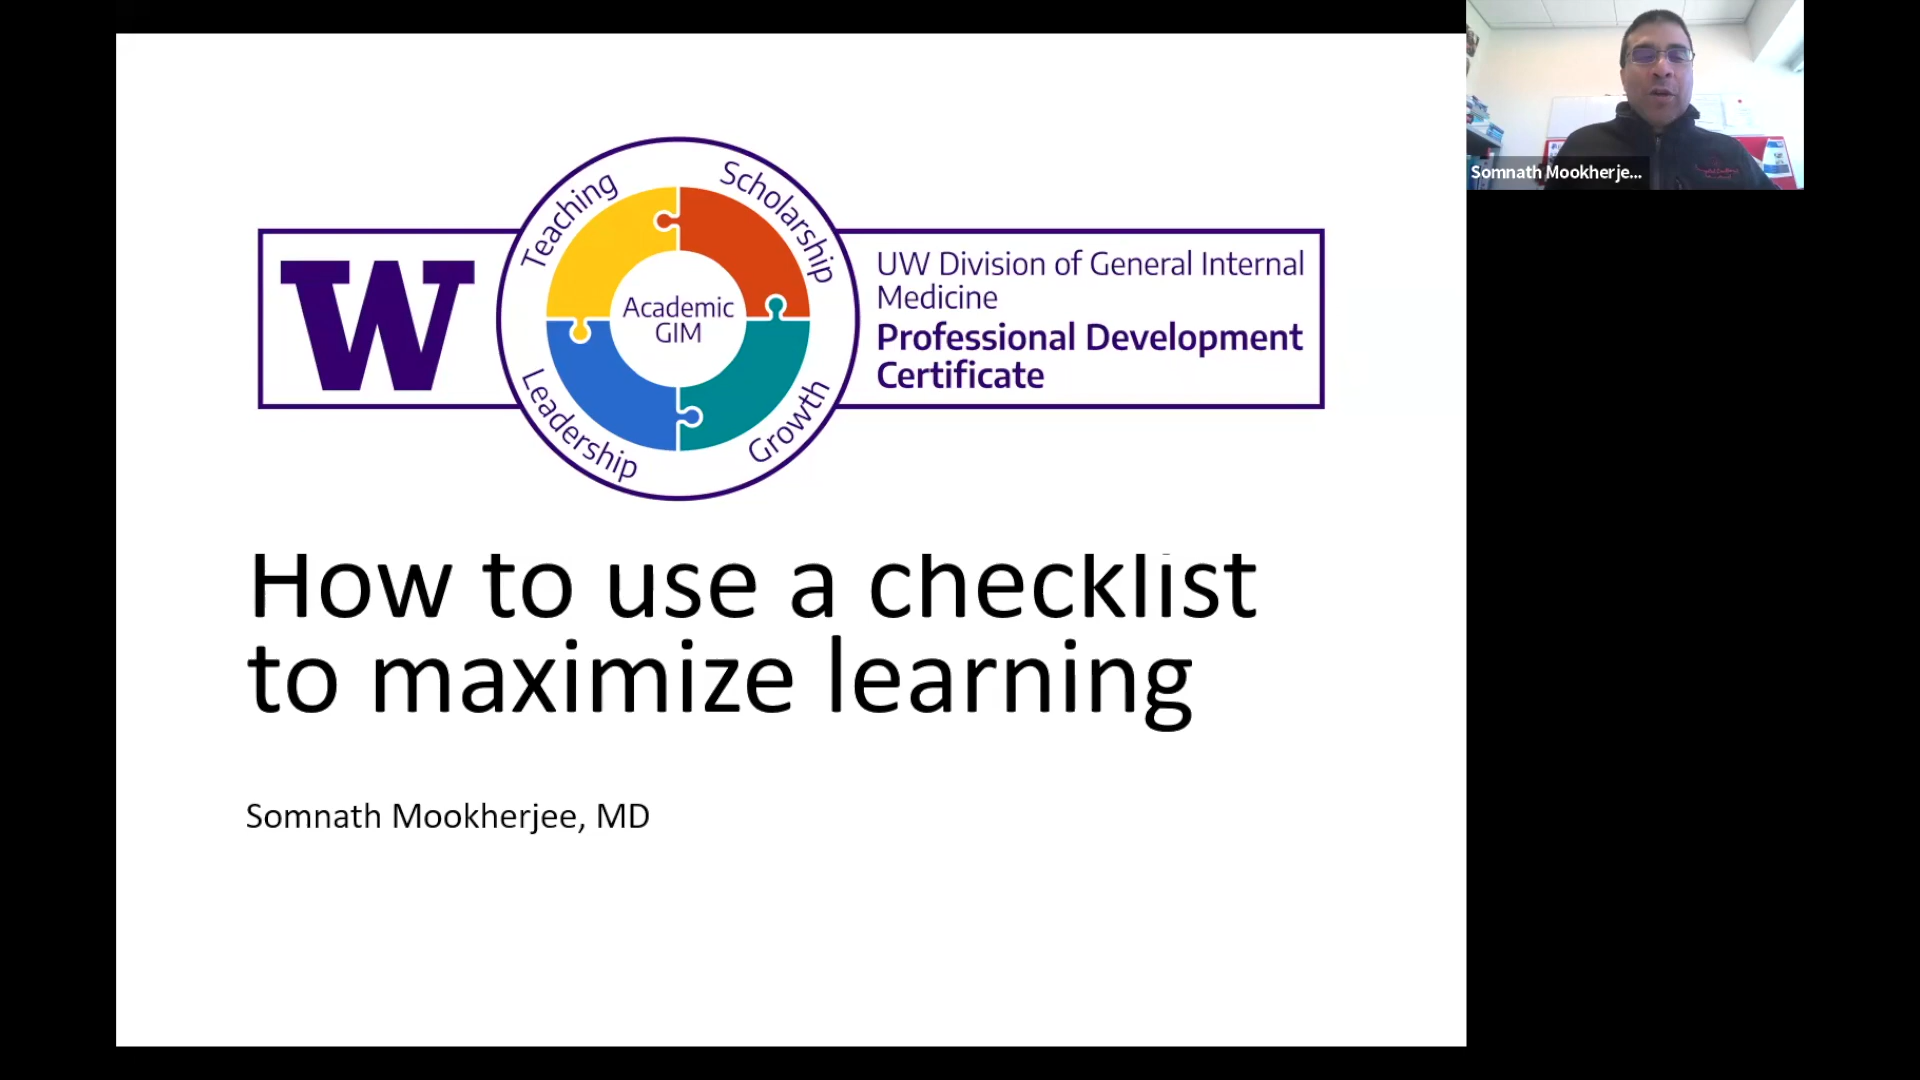 Somnath Mookherje...
W
Teaching
Scholarship
Academic
GIM
Leadership
Growth
UW Division of General Internal
Medicine
Professional Development
Certificate
How to use a checklist
to maximize learning
Somnath Mookherjee, MD